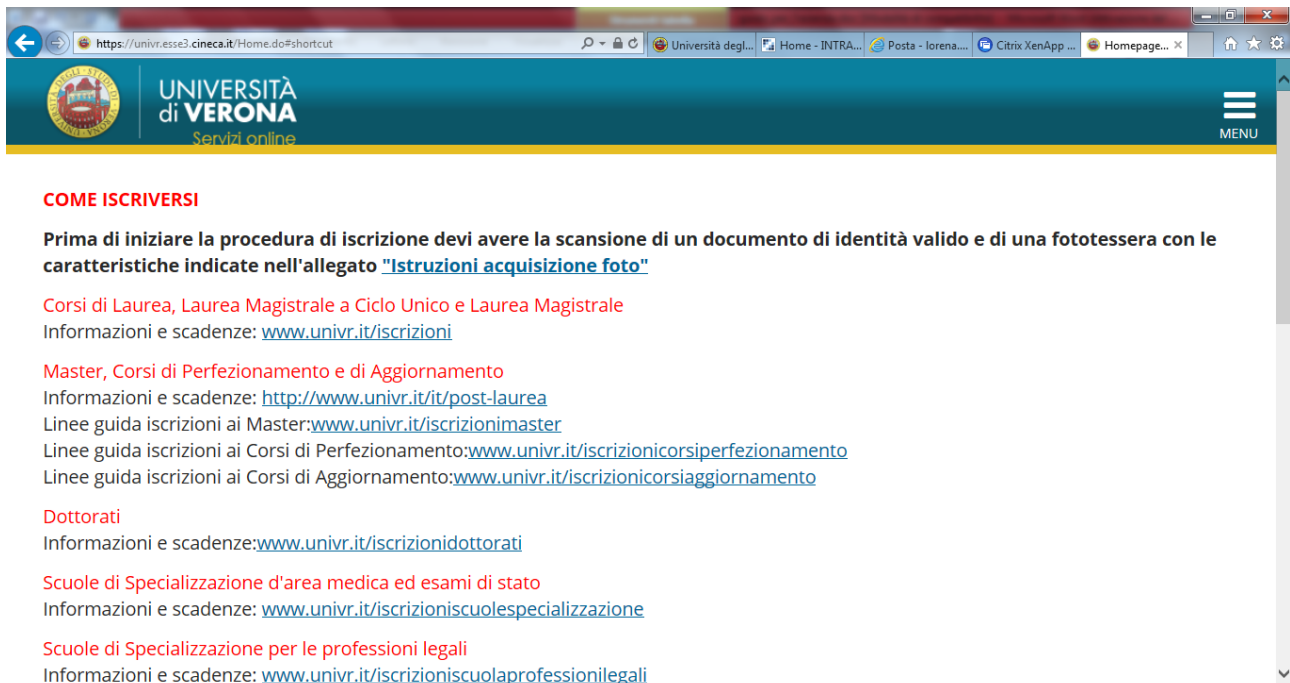 https://univr.esse3.cineca.it/Home.do#shortcut
Università degl...
Home - INTRA...
Posta - lorena....
Citrix XenApp ...
Homepage...
UNIVERSITÀ
di VERONA
Servizi online
MENU
COME ISCRIVERSI
Prima di iniziare la procedura di iscrizione devi avere la scansione di un documento di identità valido e di una fototessera con le
caratteristiche indicate nell'allegato "Istruzioni acquisizione foto"
Corsi di Laurea, Laurea Magistrale a Ciclo Unico e Laurea Magistrale
Informazioni e scadenze: www.univr.it/iscrizioni
Master, Corsi di Perfezionamento e di Aggiornamento
Informazioni e scadenze: http://www.univr.it/it/post-laurea
Linee guida iscrizioni ai Master:www.univr.it/iscrizionimaster
Linee guida iscrizioni ai Corsi di Perfezionamento:www.univr.it/iscrizionicorsiperfezionamento
Linee guida iscrizioni ai Corsi di Aggiornamento:www.univr.it/iscrizionicorsiaggiornamento
Dottorati
Informazioni e scadenze:www.univr.it/iscrizionidottorati
Scuole di Specializzazione d'area medica ed esami di stato
Informazioni e scadenze: www.univr.it/iscrizioniscuolespecializzazione
Scuole di Specializzazione per le professioni legali
Informazioni e scadenze: www.univr.it/iscrizioniscuolaprofessionilegali